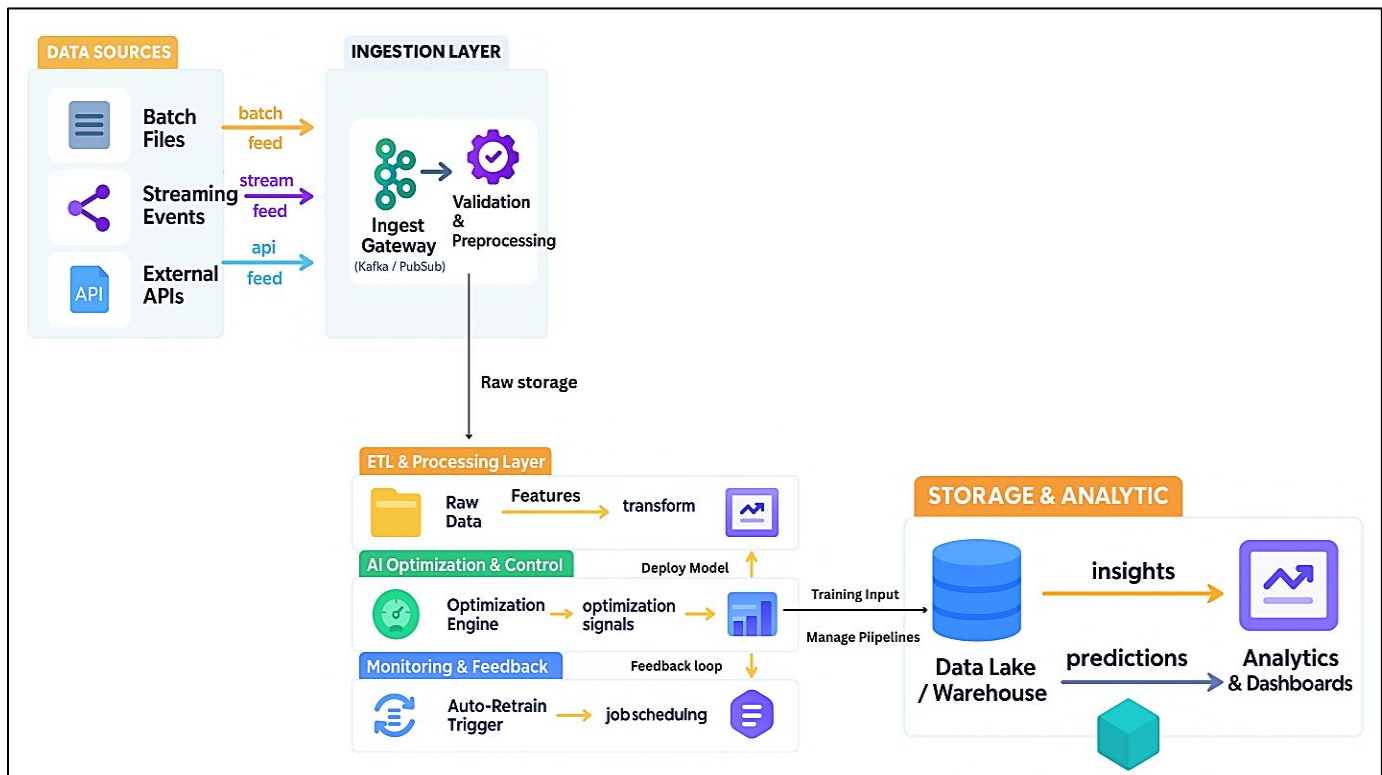 DATA SOURCES
INGESTION LAYER
Batch
Files
batch
feed
Streaming
Events
stream
feed
External
APIs
API
api
feed
Ingest
Gateway
(Kafka / PubSub)
Validation
&
Preprocessing
Raw storage
ETL & Processing Layer
Raw
Data
Features
transform
AI Optimization & Control
Deploy Model
Optimization
Engine
optimization
signals
Training Input
Manage Piipelines
Monitoring & Feedback
Feedback loop
Auto-Retrain
Trigger
job scheduling
STORAGE & ANALYTIC
insights
predictions
Data Lake
/ Warehouse
Analytics
& Dashboards